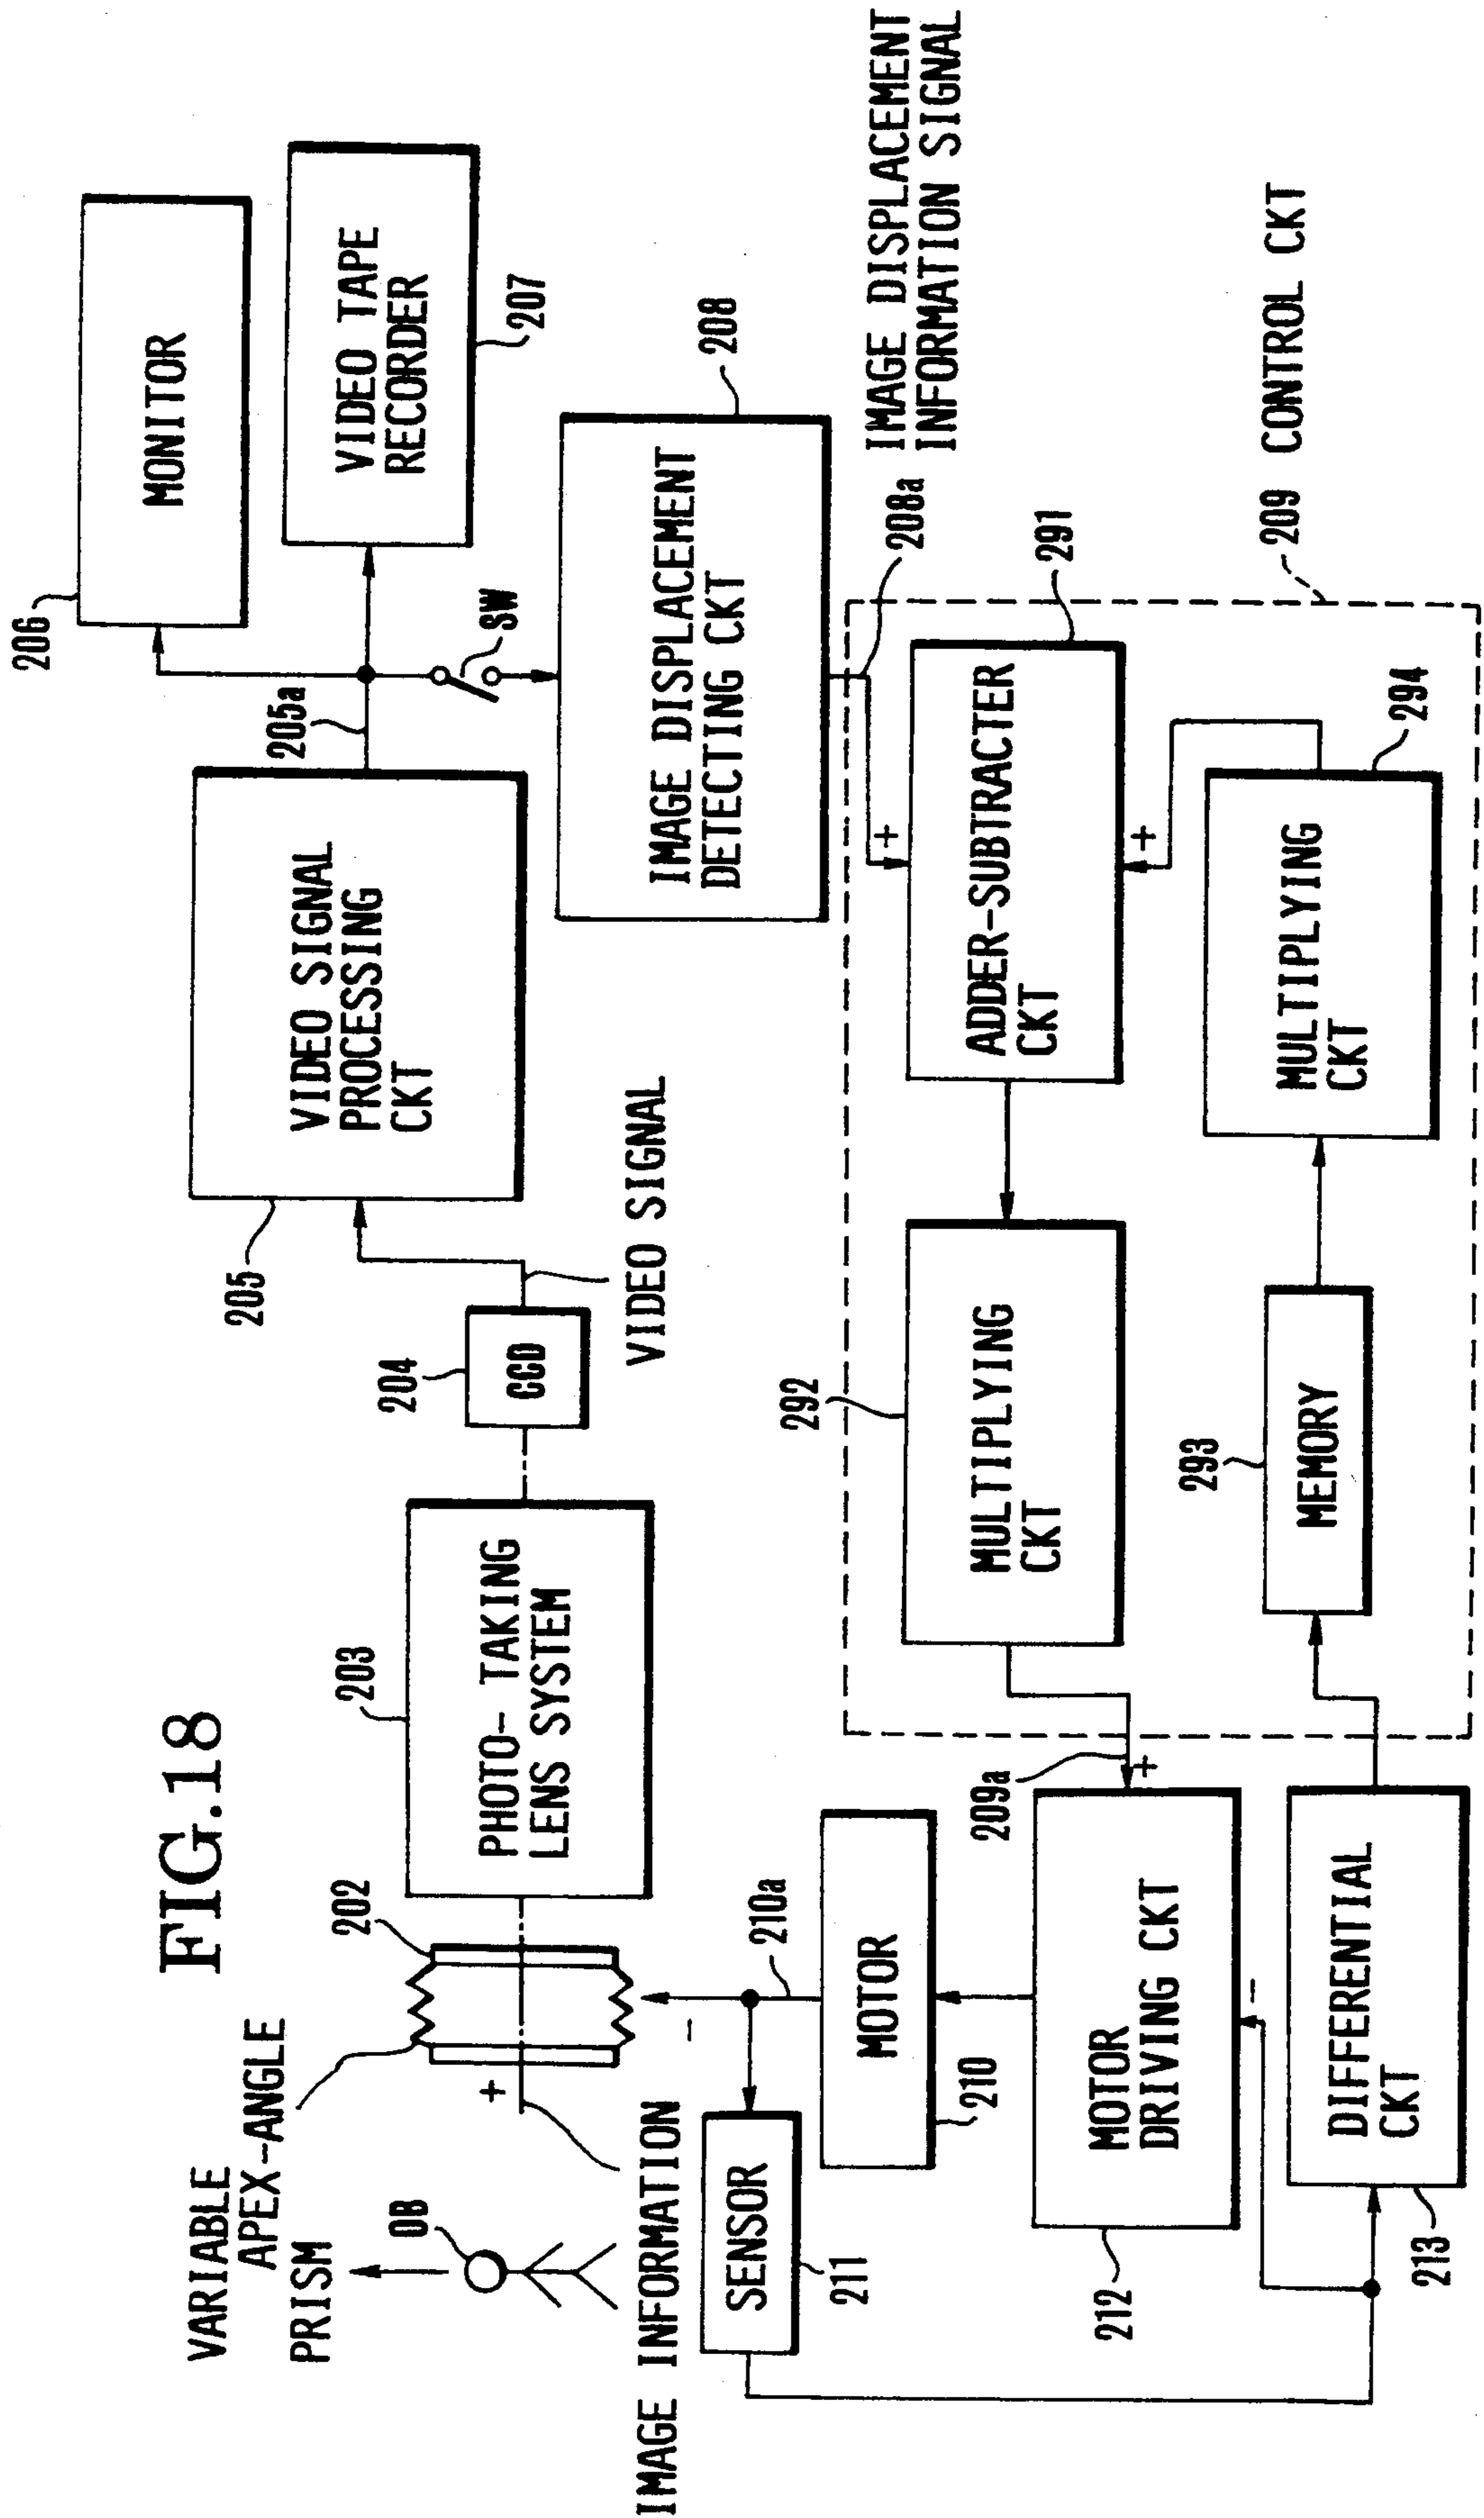 FIG.18
VARIABLE
APEX-ANGLE
PRISM
OB
202
IMAGE INFORMATION
+
-
203
PHOTO-TAKING
LENS SYSTEM
204
CCD
VIDEO SIGNAL
205
VIDEO SIGNAL
PROCESSING
CKT
205a
206
MONITOR
VIDEO TAPE
RECORDER
207
SW
IMAGE DISPLACEMENT
DETECTING CKT
208
208a
IMAGE DISPLACEMENT
INFORMATION SIGNAL
209 CONTROL CKT
+
ADDER-SUBTRACTER
CKT
291
+
292
MULTIPLYING
CKT
293
MEMORY
MULTIPLYING
CKT
294
209a
+
210a
SENSOR
211
MOTOR
210
MOTOR
DRIVING CKT
212
-
DIFFERENTIAL
CKT
213